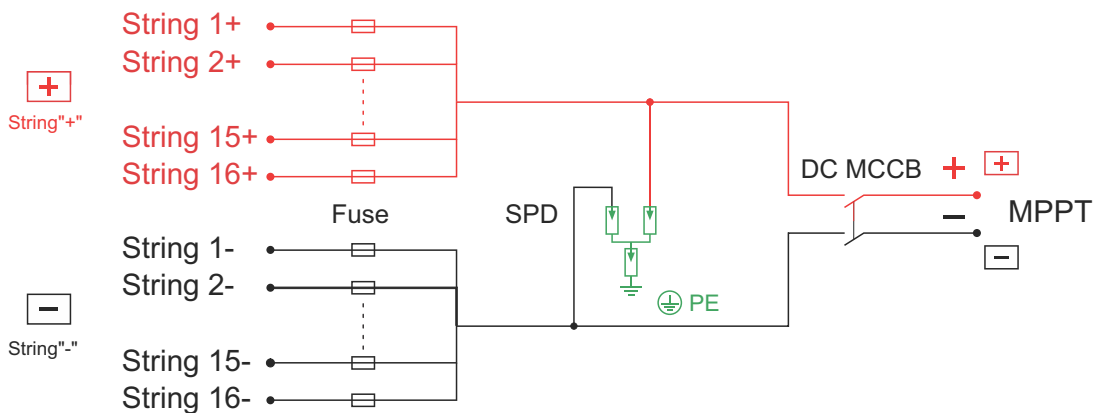 String 1+
String 2+
+
String"+"
String 15+
String 16+
DC MCCB
+
+
Fuse
SPD
−
MPPT
String 1-
−
String 2-
PE
−
String"-"
String 15-
String 16-